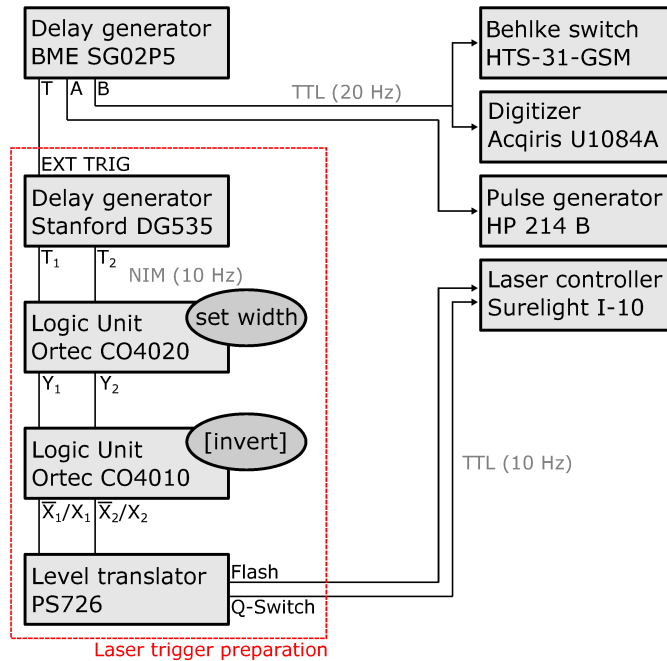 Delay generator
BME SG02P5
T A B
TTL (20 Hz)
Behlke switch
HTS-31-GSM
Digitizer
Acqiris U1084A
Pulse generator
HP 214 B
Laser controller
Surelight I-10
EXT TRIG
Delay generator
Stanford DG535
T₁ T₂
NIM (10 Hz)
Logic Unit
Ortec CO4020
set width
Y₁ Y₂
Logic Unit
Ortec CO4010
[invert]
TTL (10 Hz)
X̅₁/X₁ X̅₂/X₂
Level translator
PS726
Flash
Q-Switch
Laser trigger preparation